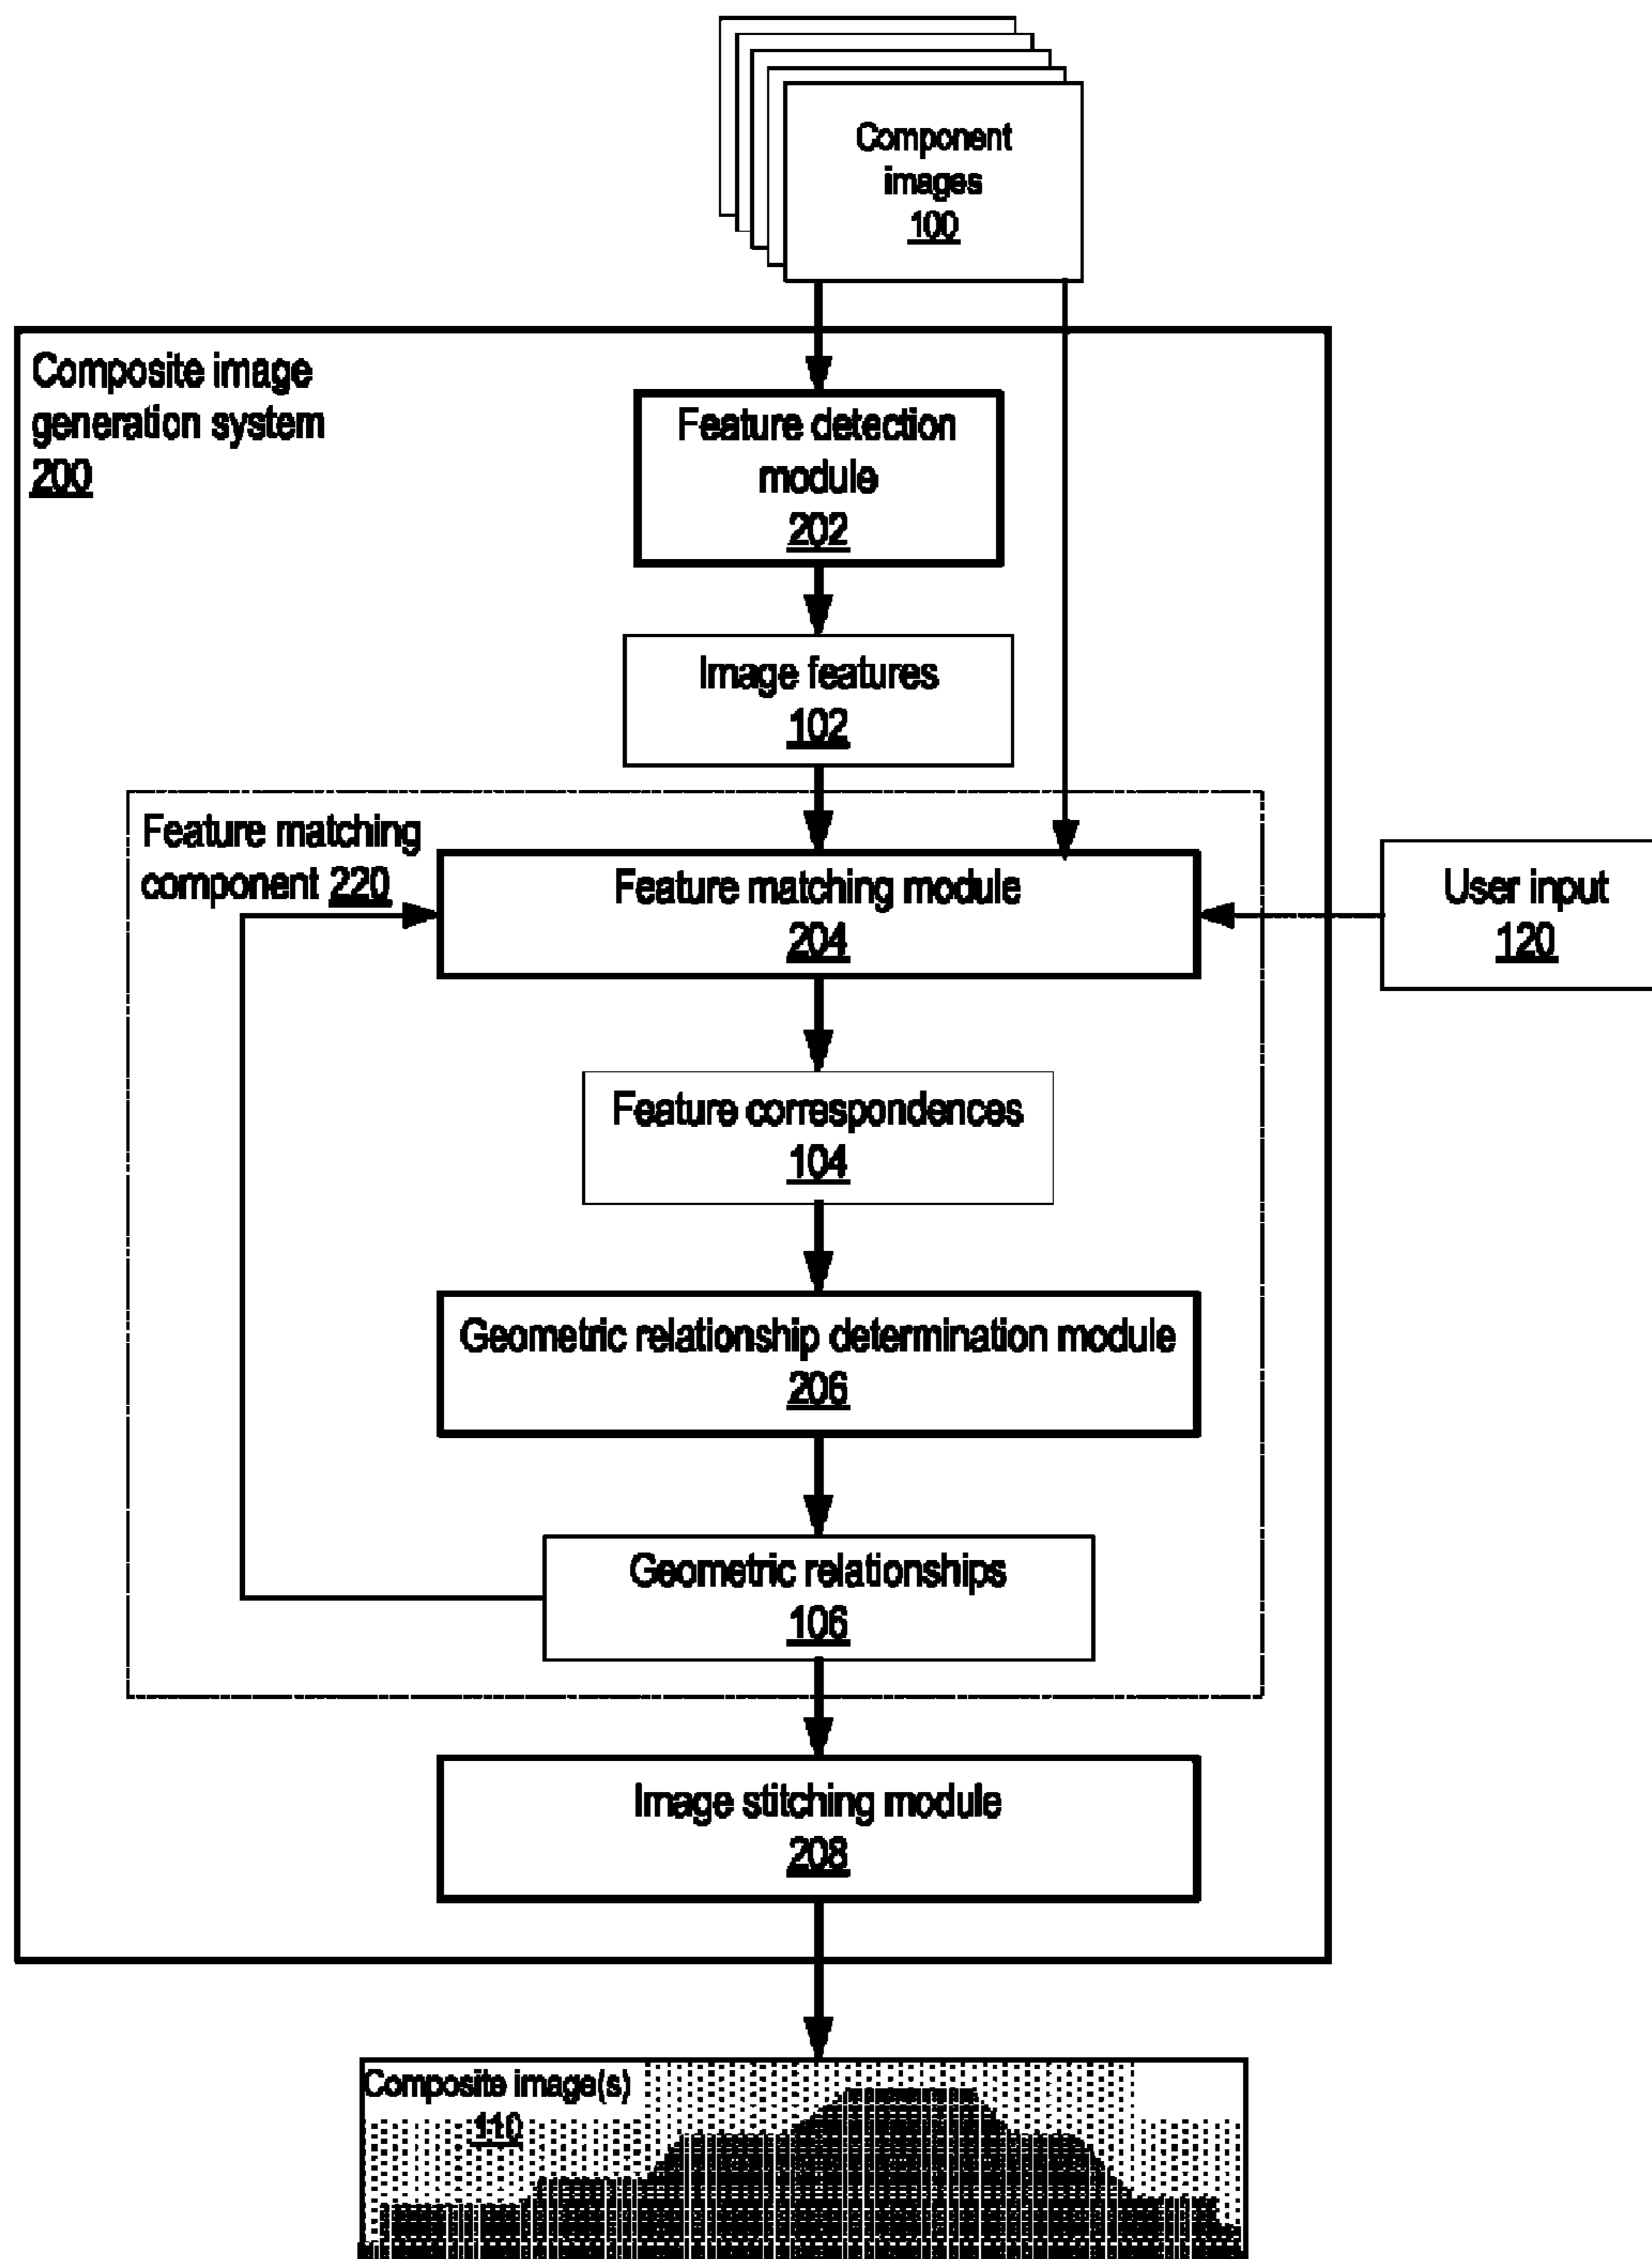 Component
images
100
Composite image
generation system
200
Feature detection
module
202
Image features
102
Feature matching
component 220
Feature matching module
204
User input
120
Feature correspondences
104
Geometric relationship determination module
206
Geometric relationships
106
Image stitching module
208
Composite image(s)
110